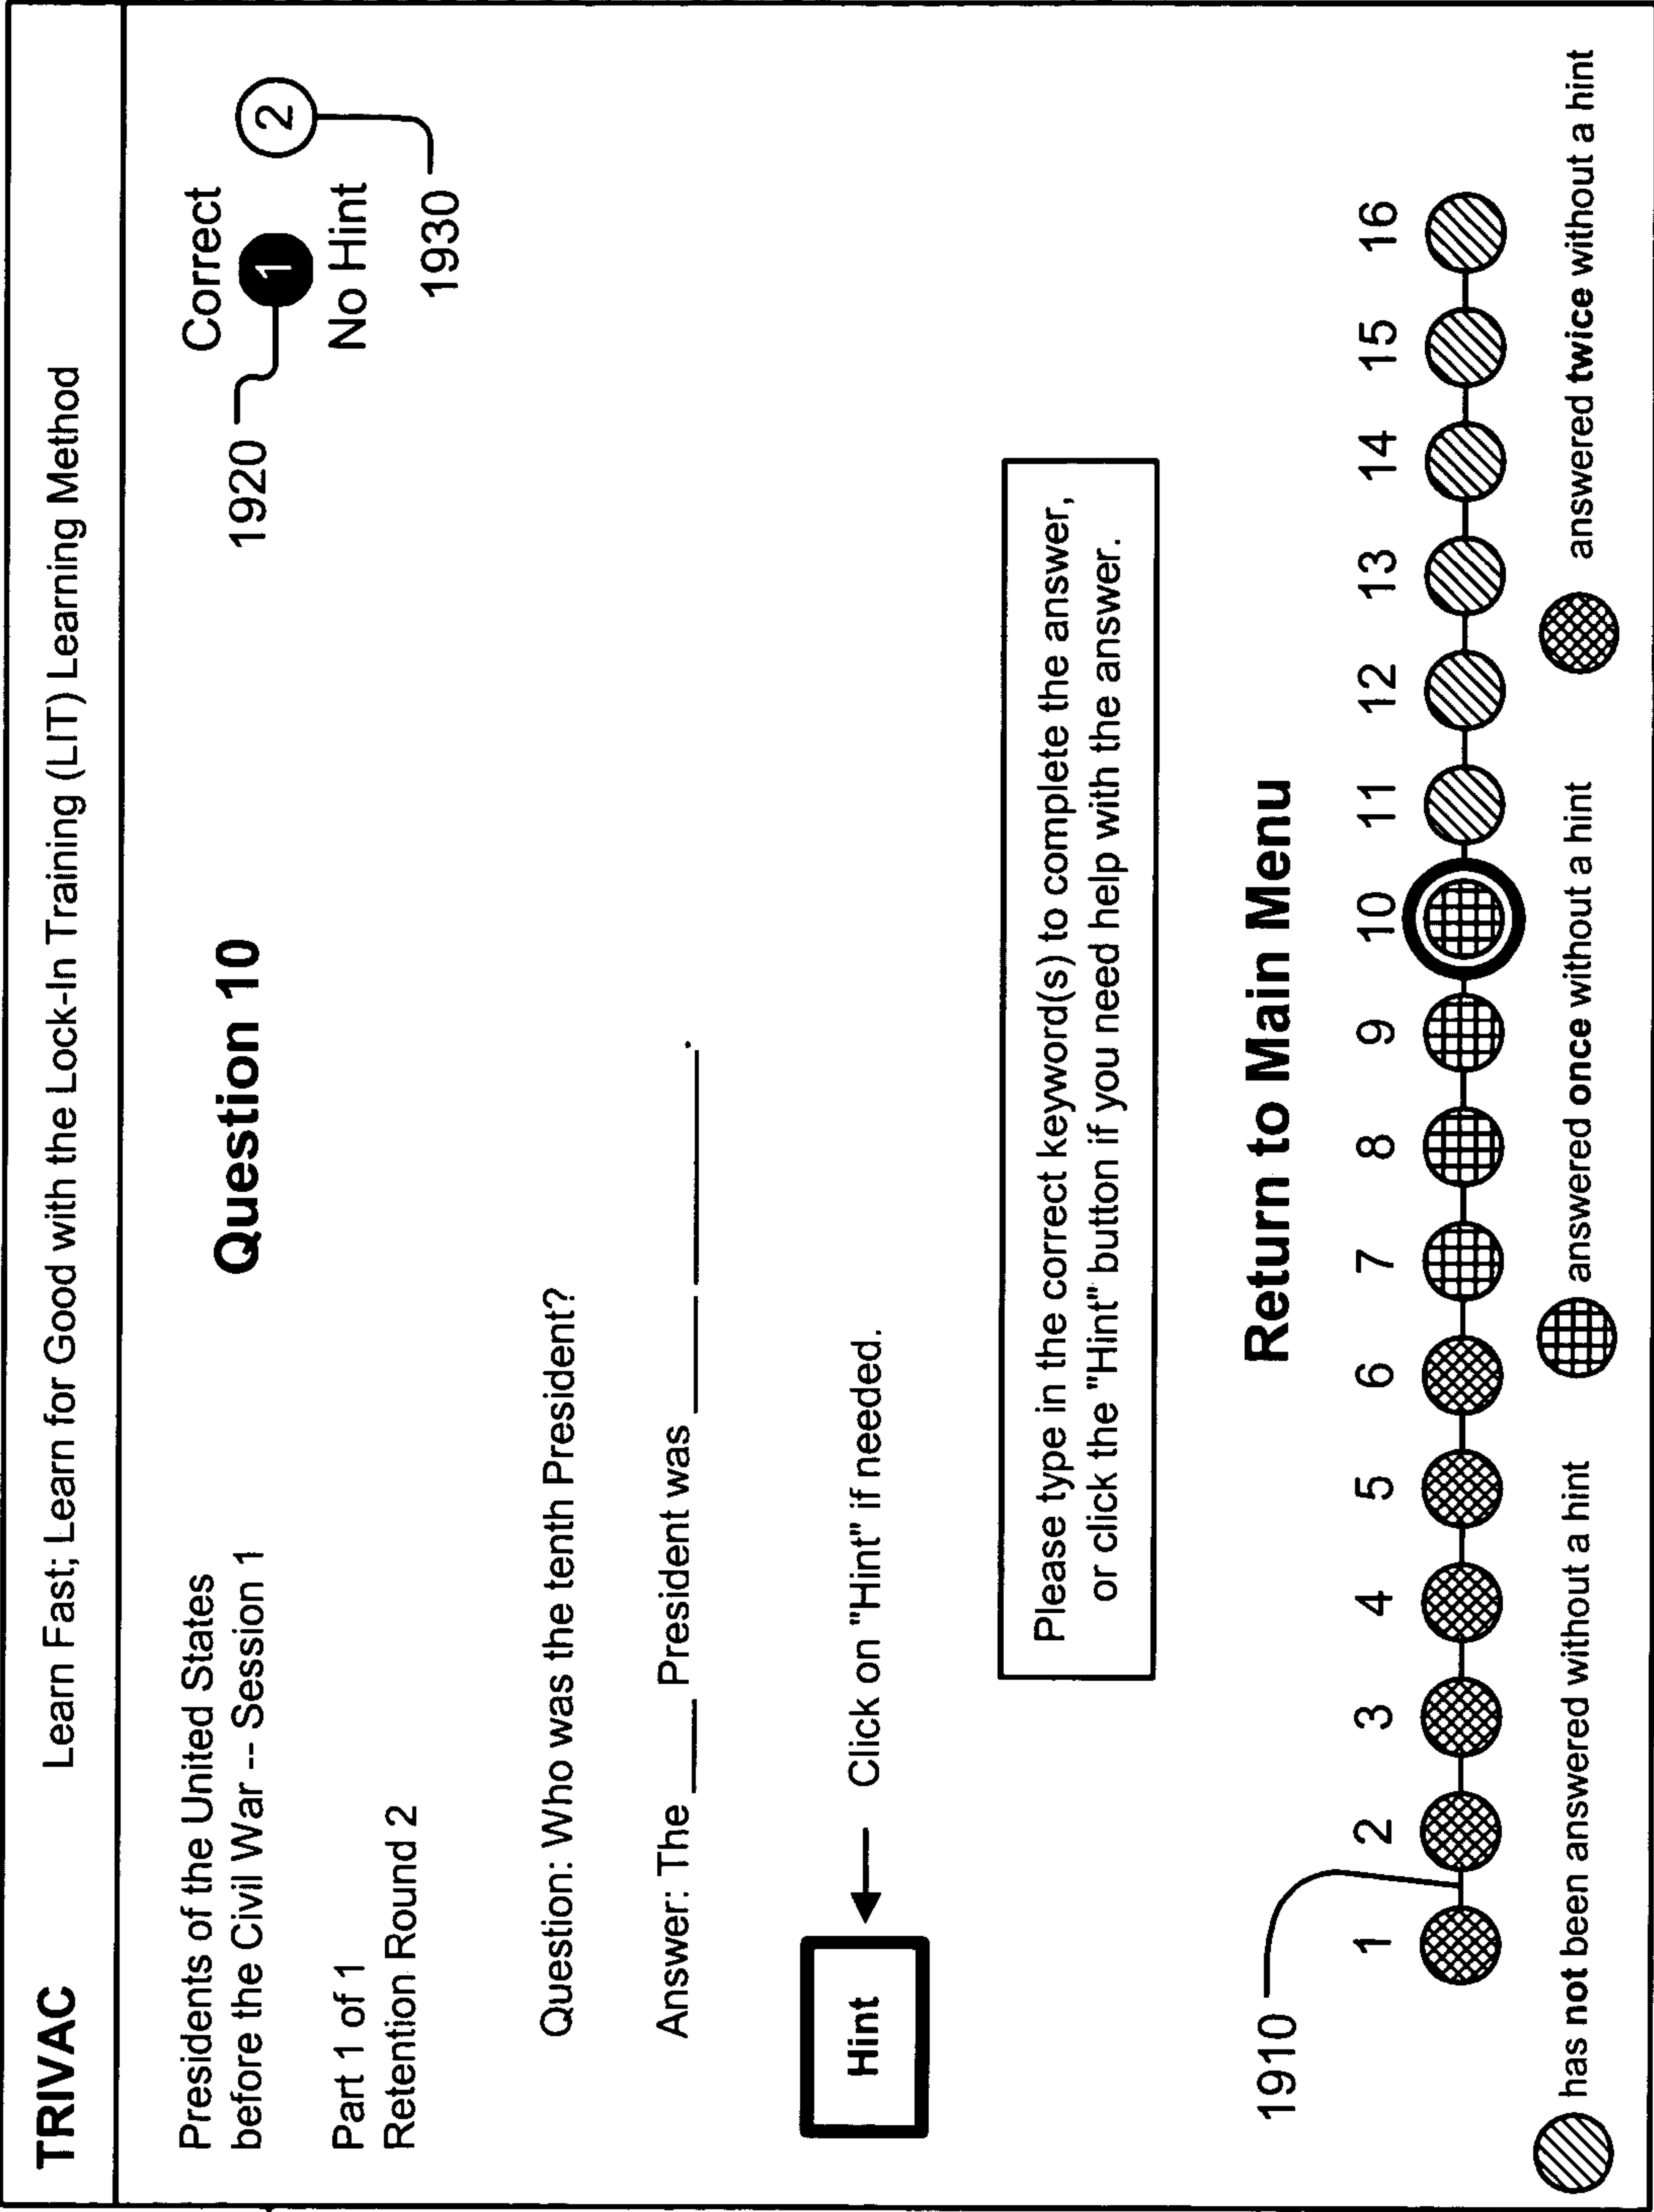 TRIVAC
Learn Fast; Learn for Good with the Lock-In Training (LIT) Learning Method
Presidents of the United States
before the Civil War -- Session 1
Question 10
Correct
1920
1
2
No Hint
1930
Part 1 of 1
Retention Round 2
Question: Who was the tenth President?
Answer: The ___ President was ____ ________.
Hint
Click on "Hint" if needed.
Please type in the correct keyword(s) to complete the answer,
or click the "Hint" button if you need help with the answer.
Return to Main Menu
1910
1 2 3 4 5 6 7 8 9 10 11 12 13 14 15 16
has not been answered without a hint
answered once without a hint
answered twice without a hint